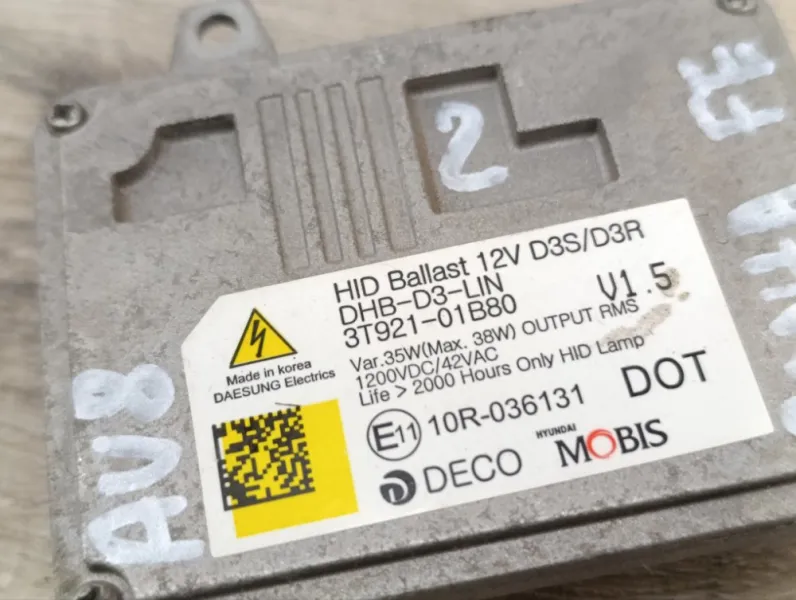 2
AV8
HID Ballast 12V D3S/D3R
DHB-D3-LIN
3T921-01B80
V1.5
Var.35W(Max. 38W) OUTPUT RMS
1200VDC/42VAC
Life > 2000 Hours Only HID Lamp
Made in korea
DAESUNG Electrics
E11 10R-036131
DOT
DECO
HYUNDAI
MOBIS